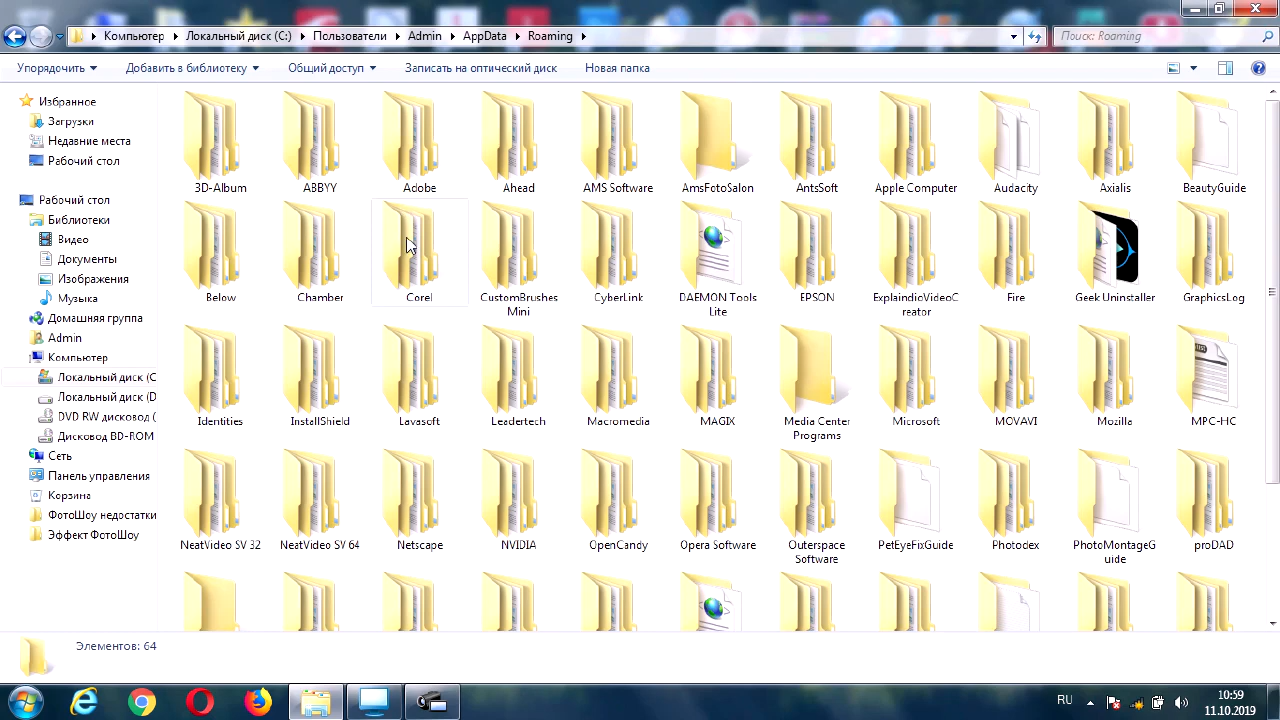 Компьютер Локальный диск (C:) Пользователи Admin AppData Roaming Поиск: Roaming
Упорядочить Добавить в библиотеку Общий доступ Записать на оптический диск Новая папка
Избранное
Загрузки
Недавние места
Рабочий стол
Рабочий стол
Библиотеки
Видео
Документы
Изображения
Музыка
Домашняя группа
Admin
Компьютер
Локальный диск (C
Локальный диск (D
DVD RW дисковод (
Дисковод BD-ROM
Сеть
Панель управления
Корзина
ФотоШоу недостатки
Эффект ФотоШоу
3D-Album ABBYY Adobe Ahead AMS Software AmsFotoSalon AntsSoft Apple Computer Audacity Axialis BeautyGuide
Below Chamber Corel CustomBrushes CyberLink DAEMON Tools EPSON ExplaindioVideoC Fire Geek Uninstaller GraphicsLog
Mini Lite reator
Identities InstallShield Lavasoft Leadertech Macromedia MAGIX Media Center Microsoft MOVAVI Mozilla MPC-HC
Programs
NeatVideo SV 32 NeatVideo SV 64 Netscape NVIDIA OpenCandy Opera Software Outerspace PetEyeFixGuide Photodex PhotoMontageG proDAD
Software uide
Элементов: 64
RU 10:59
11.10.2019